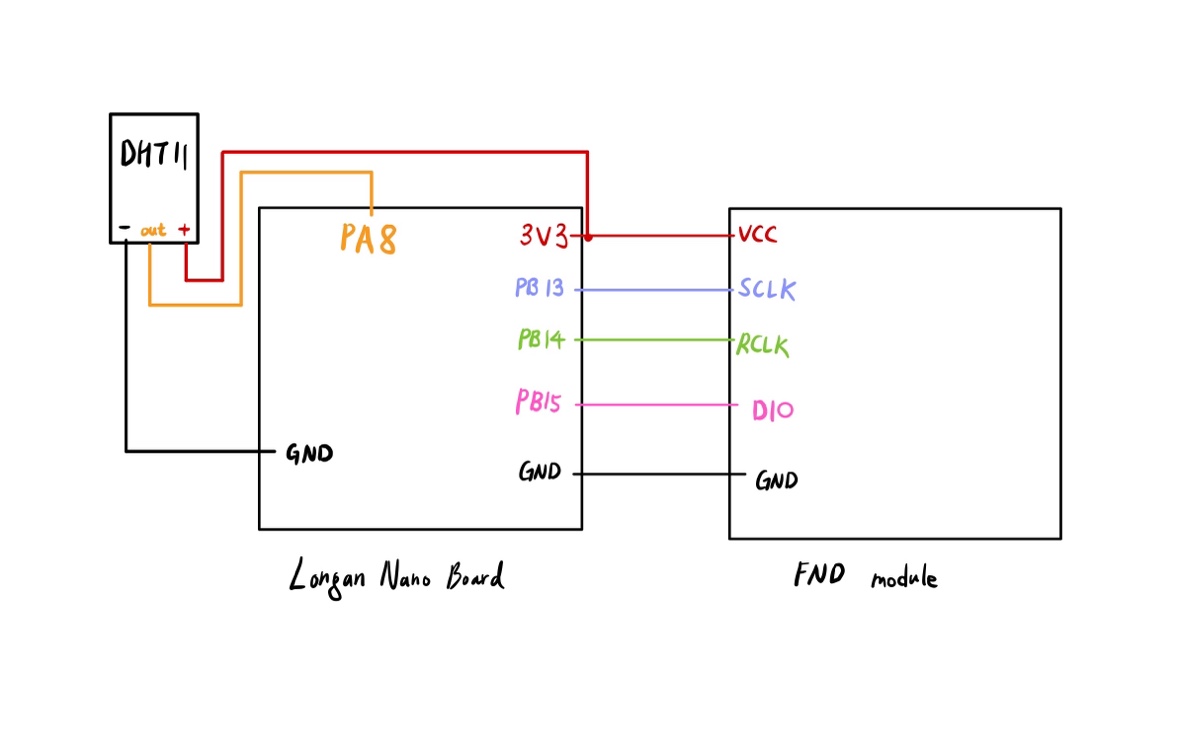 DHT11
- out +
PA8
3V3
VCC
PB13
SCLK
PB14
RCLK
PB15
DIO
GND
GND
GND
Longan Nano Board
FND module